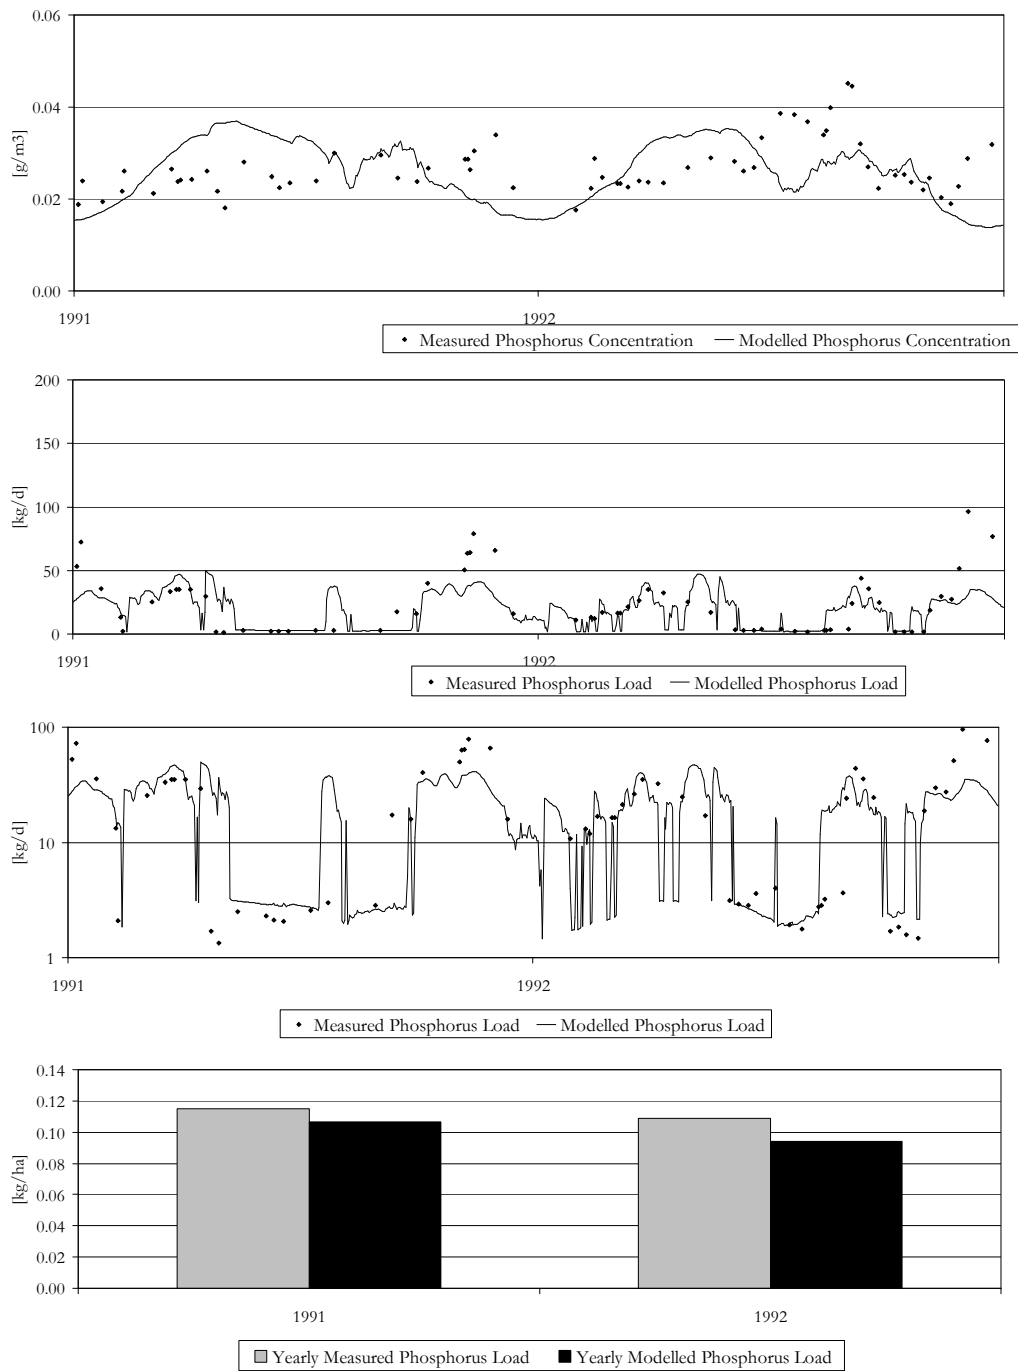 0.06
0.04
0.02
0.00
[g/m3]
1991
1992
Measured Phosphorus Concentration
Modelled Phosphorus Concentration
200
150
100
50
0
[kg/d]
1991
1992
Measured Phosphorus Load
Modelled Phosphorus Load
100
10
1
[kg/d]
1991
1992
Measured Phosphorus Load
Modelled Phosphorus Load
0.14
0.12
0.10
0.08
0.06
0.04
0.02
0.00
[kg/ha]
1991
1992
Yearly Measured Phosphorus Load
Yearly Modelled Phosphorus Load